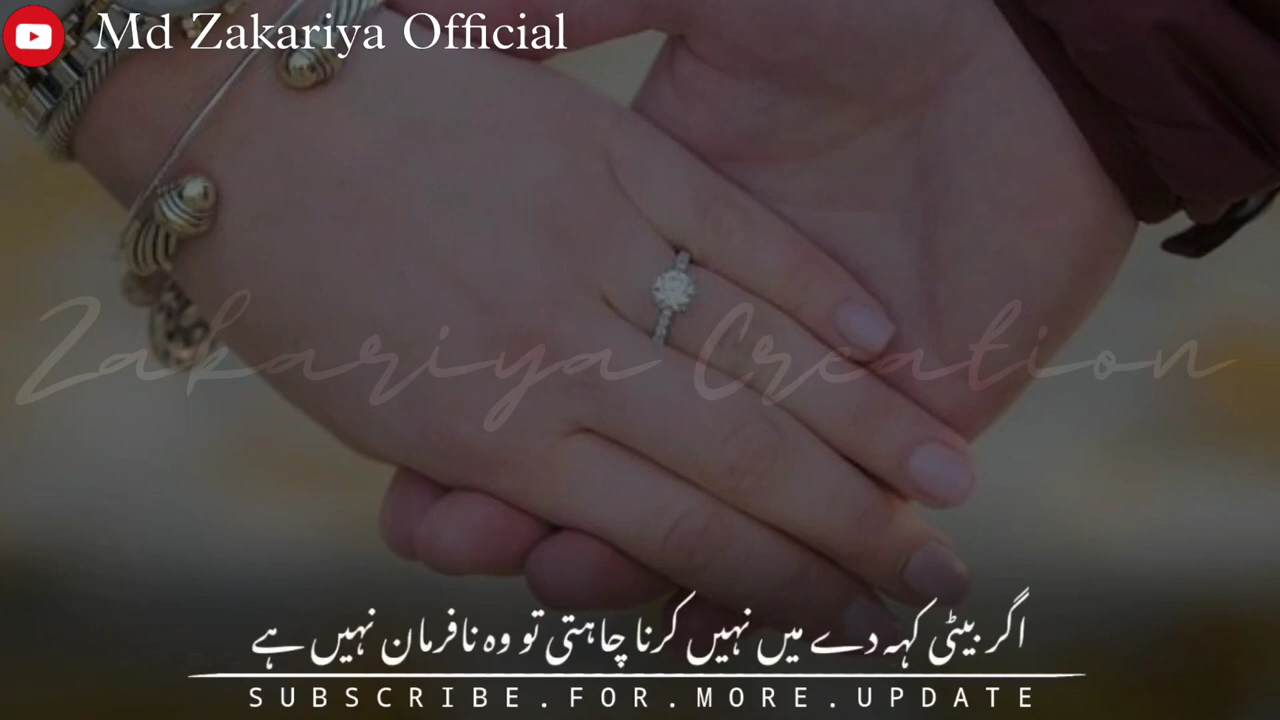 Md Zakariya Official
Zakariya Creation
اگر بیٹی کہہ دے میں نہیں کرنا چاہتی تو وہ نافرمان نہیں ہے
SUBSCRIBE.FOR.MORE.UPDATE